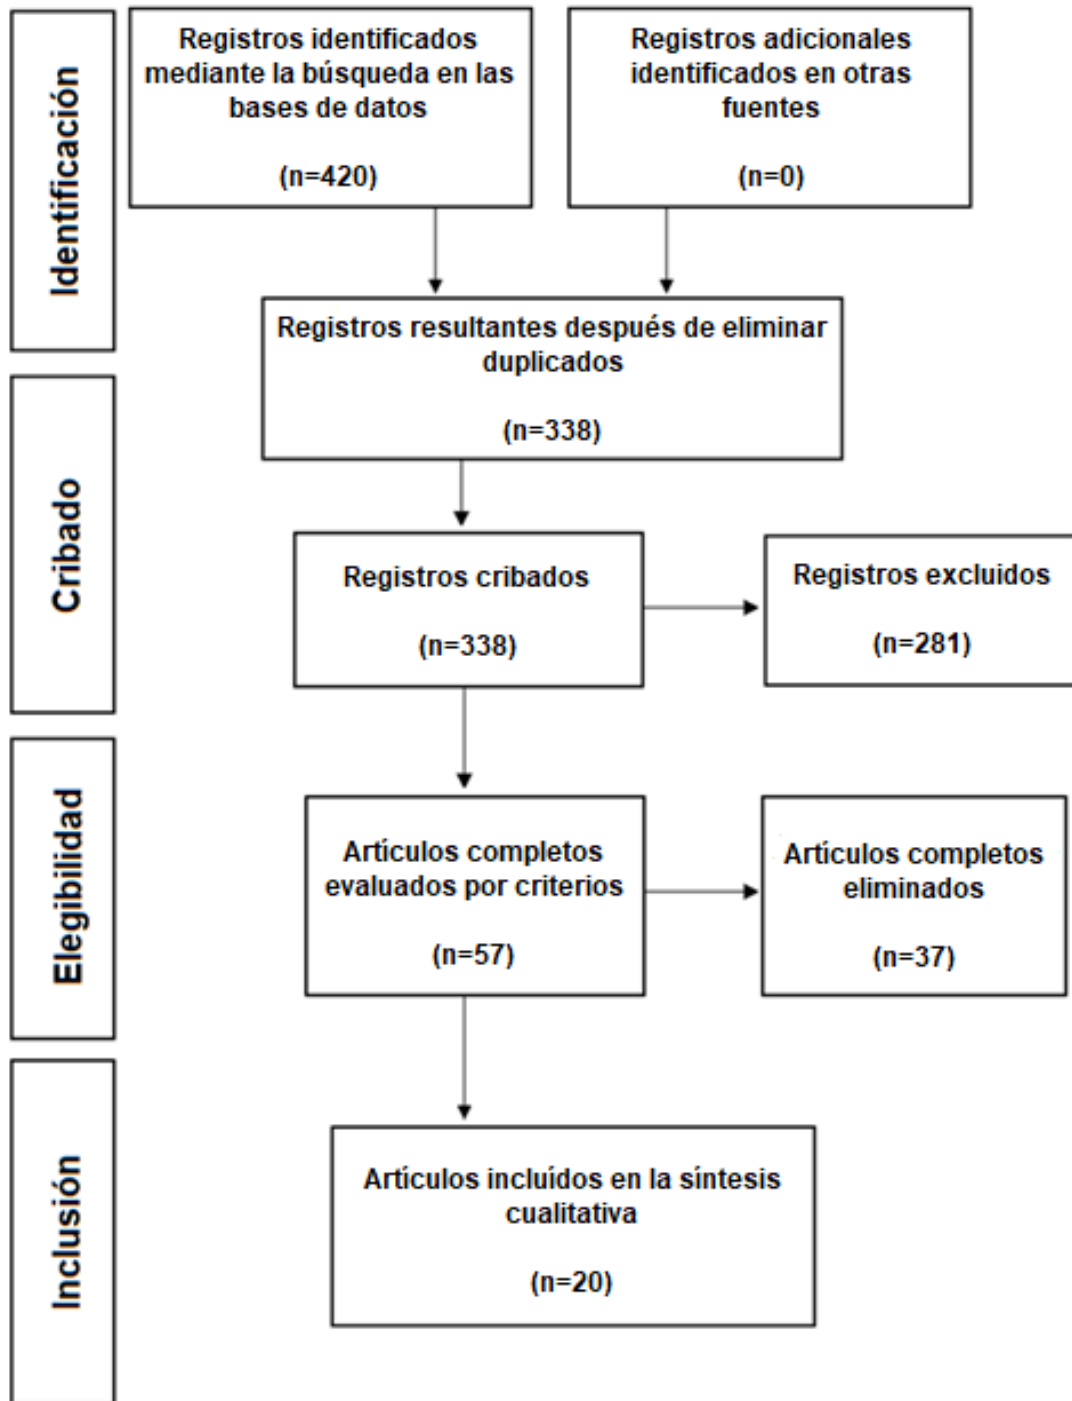 Identificación
Registros identificados
mediante la búsqueda en las
bases de datos
(n=420)
Registros adicionales
identificados en otras
fuentes
(n=0)
Registros resultantes después de eliminar
duplicados
(n=338)
Cribado
Registros cribados
(n=338)
Registros excluidos
(n=281)
Elegibilidad
Artículos completos
evaluados por criterios
(n=57)
Artículos completos
eliminados
(n=37)
Inclusión
Artículos incluídos en la síntesis
cualitativa
(n=20)